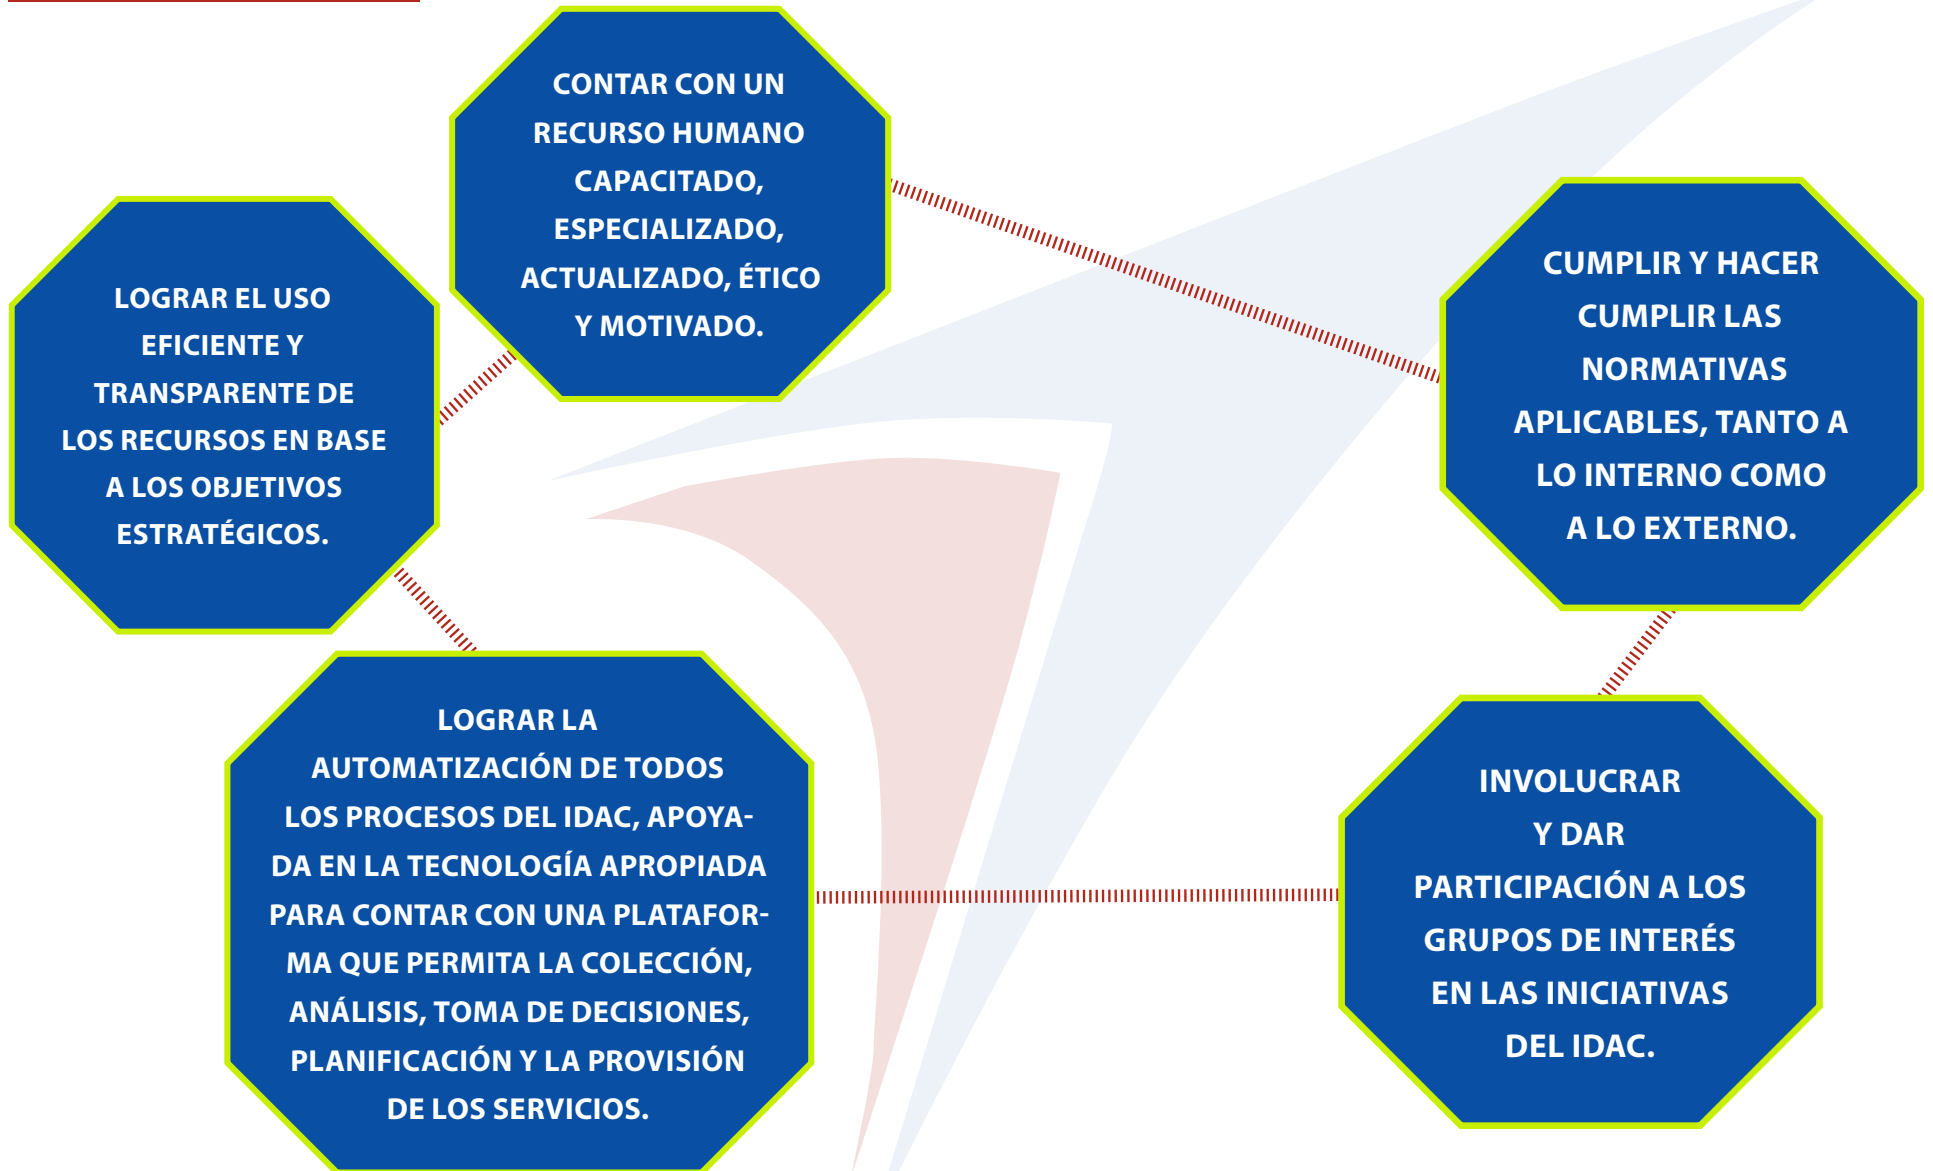 CONTAR CON UN
RECURSO HUMANO
CAPACITADO,
ESPECIALIZADO,
ACTUALIZADO, ÉTICO
Y MOTIVADO.
LOGRAR EL USO
EFICIENTE Y
TRANSPARENTE DE
LOS RECURSOS EN BASE
A LOS OBJETIVOS
ESTRATÉGICOS.
CUMPLIR Y HACER
CUMPLIR LAS
NORMATIVAS
APLICABLES, TANTO A
LO INTERNO COMO
A LO EXTERNO.
LOGRAR LA
AUTOMATIZACIÓN DE TODOS
LOS PROCESOS DEL IDAC, APOYA-
DA EN LA TECNOLOGÍA APROPIADA
PARA CONTAR CON UNA PLATAFOR-
MA QUE PERMITA LA COLECCIÓN,
ANÁLISIS, TOMA DE DECISIONES,
PLANIFICACIÓN Y LA PROVISIÓN
DE LOS SERVICIOS.
INVOLUCRAR
Y DAR
PARTICIPACIÓN A LOS
GRUPOS DE INTERÉS
EN LAS INICIATIVAS
DEL IDAC.